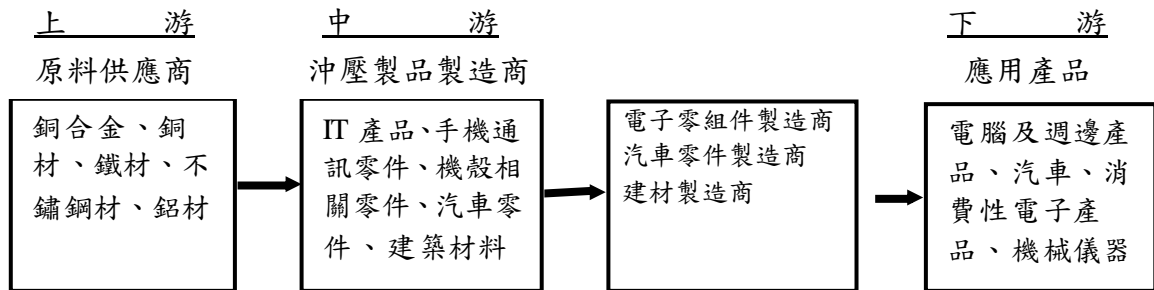 上游
原料供應商
銅合金、銅
材、鐵材、不
鏽鋼材、鋁材
中游
沖壓製品製造商
IT 產品、手機通
訊零件、機殼相
關零件、汽車零
件、建築材料
電子零組件製造商
汽車零件製造商
建材製造商
下游
應用產品
電腦及週邊產
品、汽車、消
費性電子產
品、機械儀器